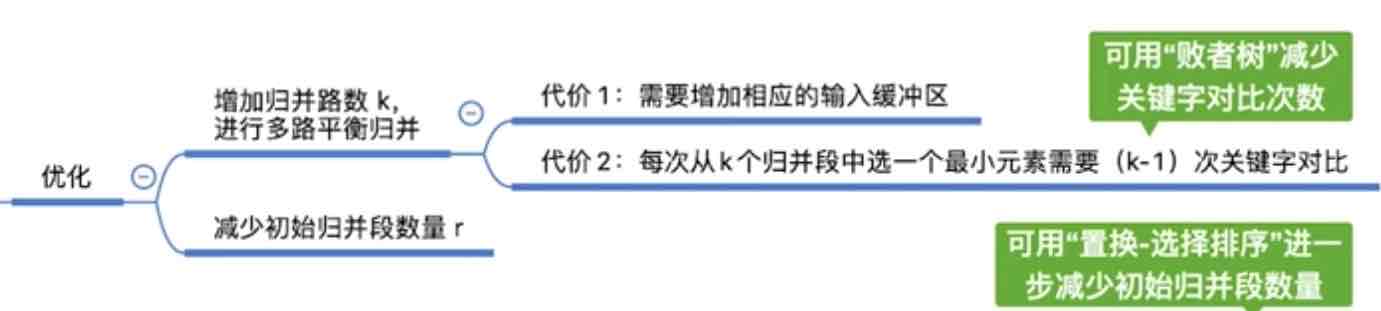 可用“败者树”减少
关键字对比次数
增加归并路数 k，
进行多路平衡归并
代价 1：需要增加相应的输入缓冲区
代价 2：每次从k个归并段中选一个最小元素需要（k-1）次关键字对比
优化
减少初始归并段数量 r
可用“置换-选择排序”进一
步减少初始归并段数量